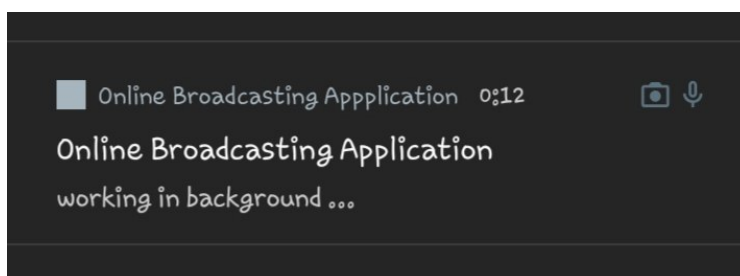 Online Broadcasting Appplication 0:12
Online Broadcasting Application
working in background ...